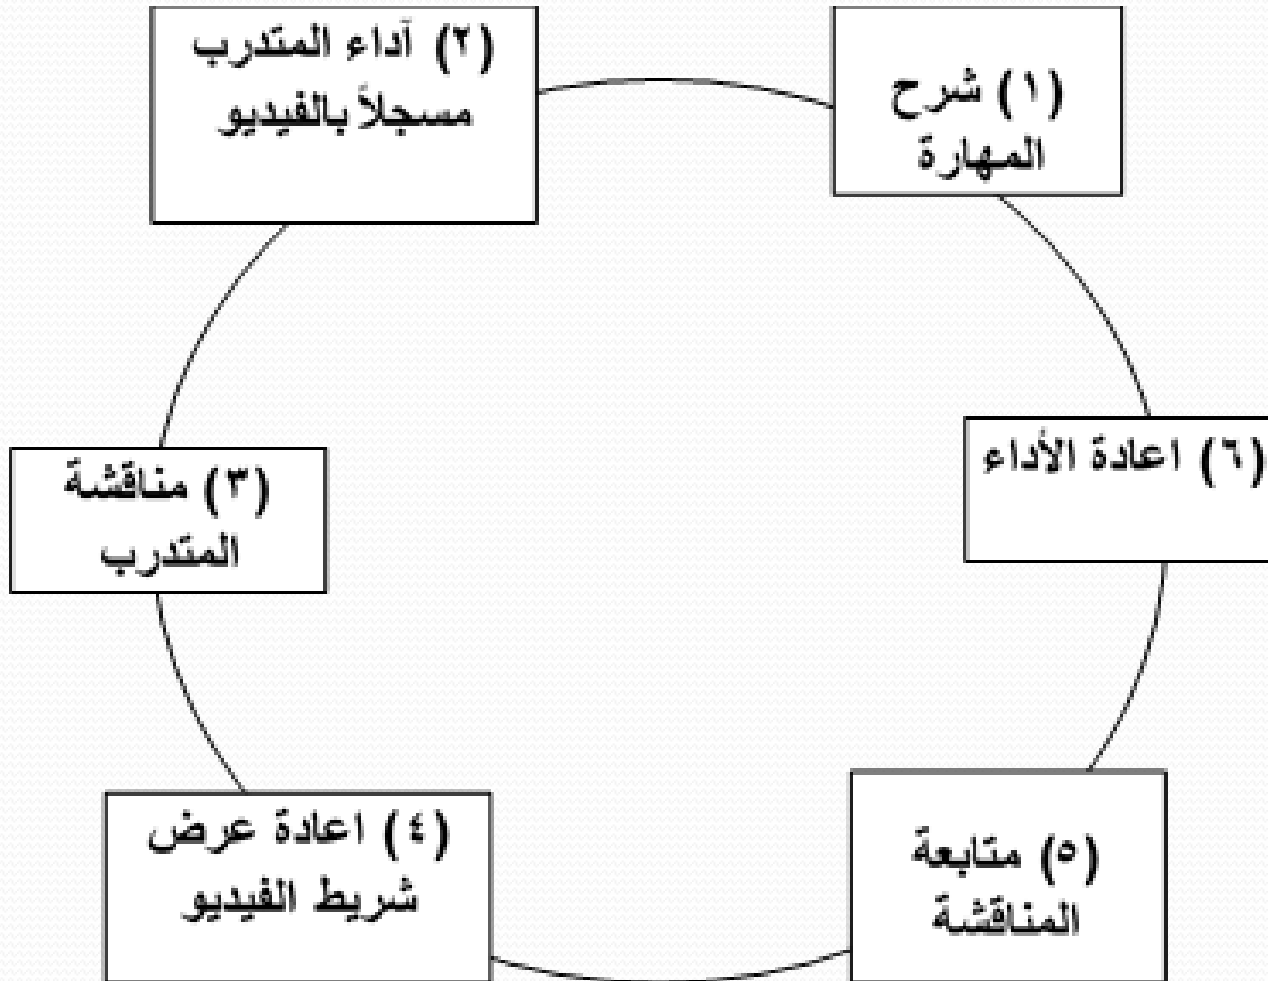 (١) شرح
المهارة
(٢) آداء المتدرب
مسجلاً بالفيديو
(٣) مناقشة
المتدرب
(٤) اعادة عرض
شريط الفيديو
(٥) متابعة
المناقشة
(٦) اعادة الأداء